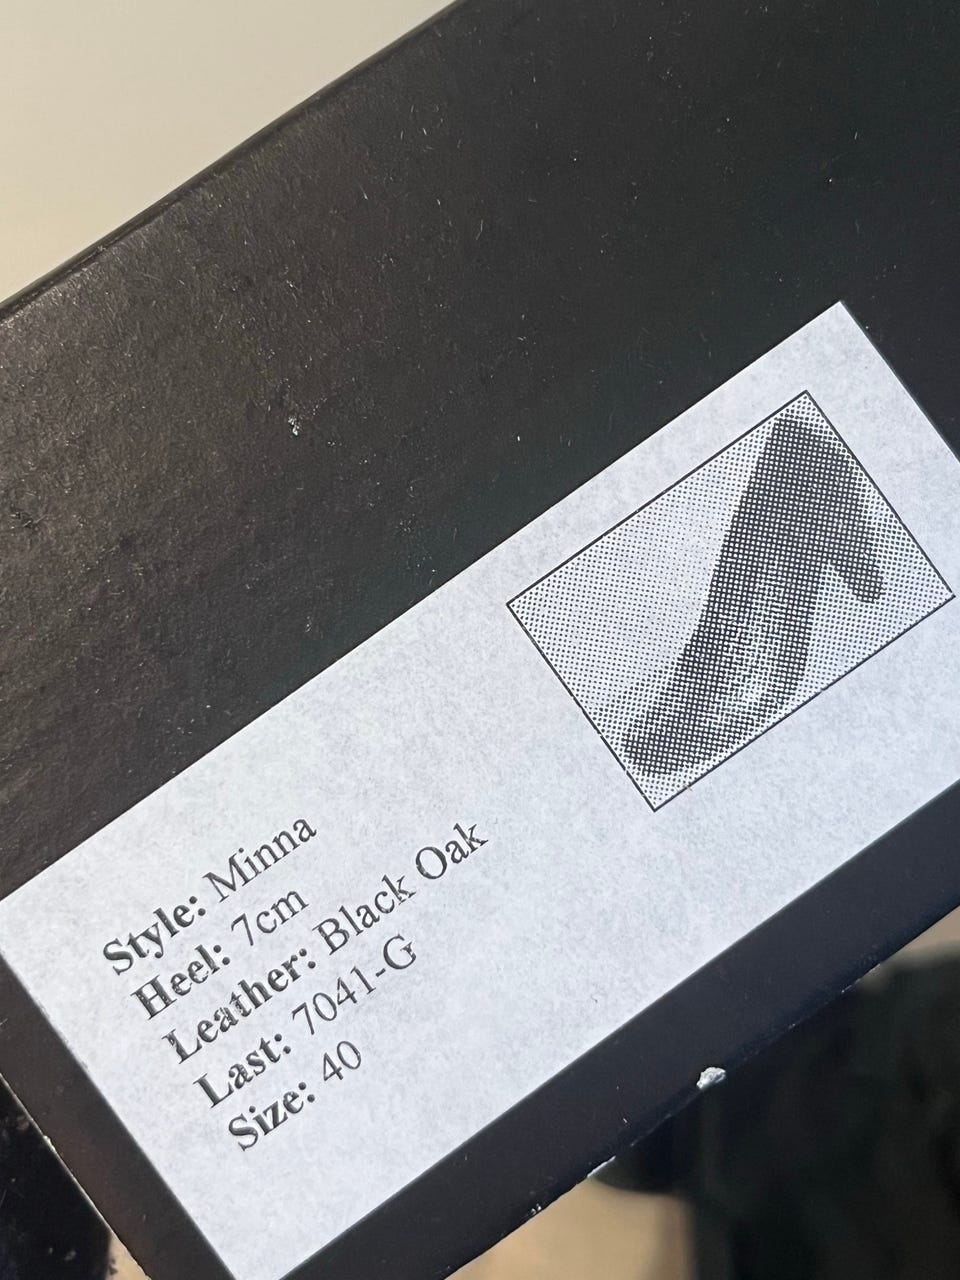 Style: Minna
Heel: 7cm
Leather: Black Oak
Last: 7041-G
Size: 40